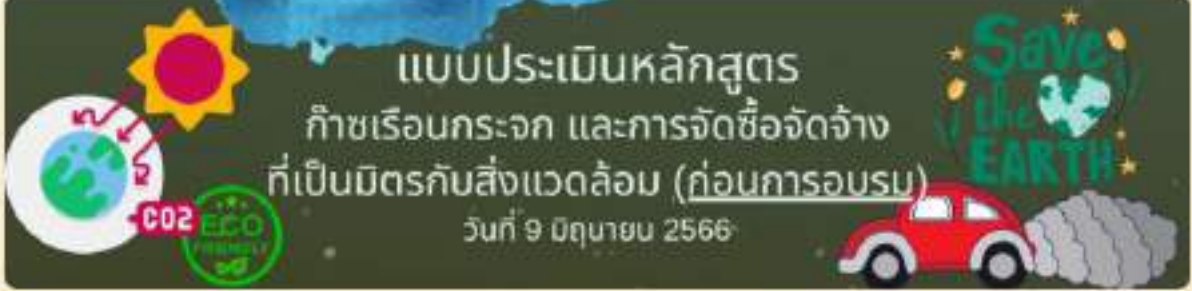 แบบประเมินหลักสูตร
ก๊าซเรือนกระจก และการจัดซื้อจัดจ้าง
ที่เป็นมิตรกับสิ่งแวดล้อม (ก่อนการอบรม)
วันที่ 9 มิถุนายน 2566
Save
the
EARTH
CO2
ECO
FRIENDLY